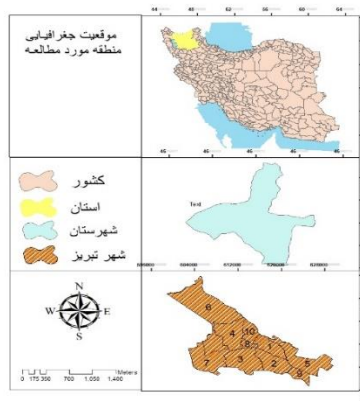 موقعیت جغرافیایی
منطقه مورد مطالعه
کشور
استان
شهرستان
شهر تبریز
Text
N
W E
S
0 175 350 700 1,050 1,400
Meters
6
4
10
8
1
7
3
2
5
9